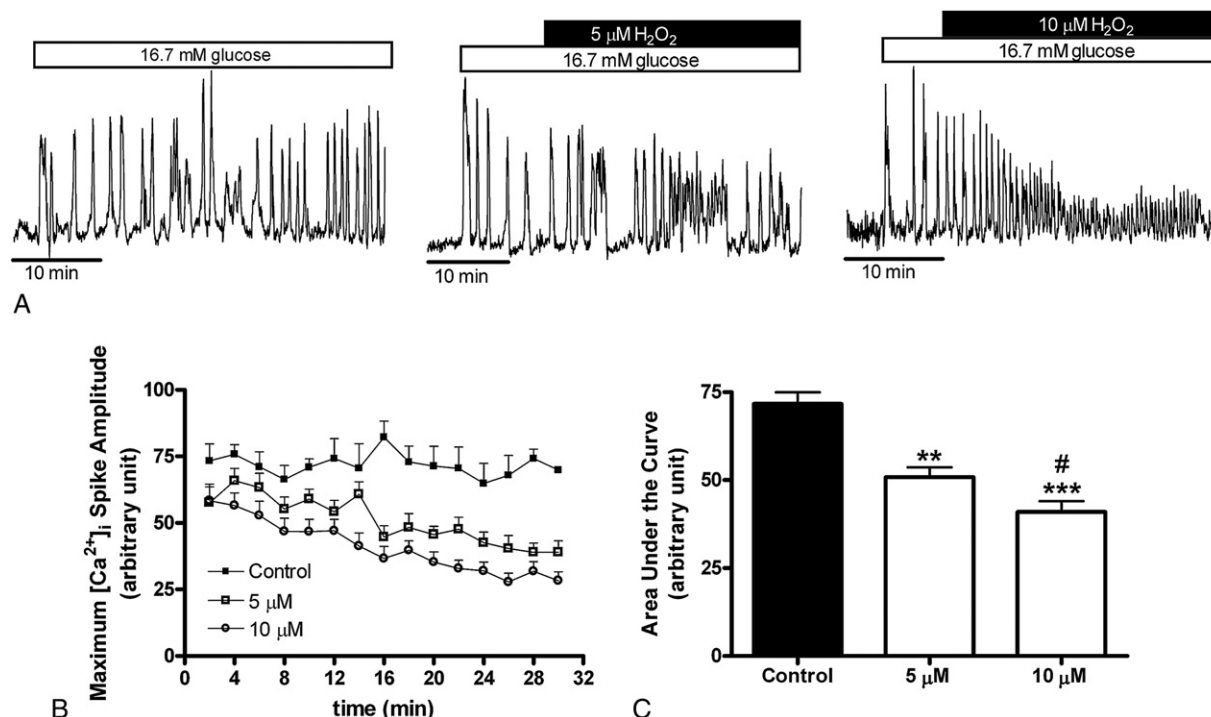 16.7 mM glucose
10 min
5 μM H₂O₂
16.7 mM glucose
10 min
10 μM H₂O₂
16.7 mM glucose
10 min
A
Maximum [Ca²⁺]ᵢ Spike Amplitude
(arbitrary unit)
100
75
50
25
0
Control
5 μM
10 μM
0 4 8 12 16 20 24 28 32
time (min)
B
Area Under the Curve
(arbitrary unit)
75
50
25
0
**
#
***
Control 5 μM 10 μM
C